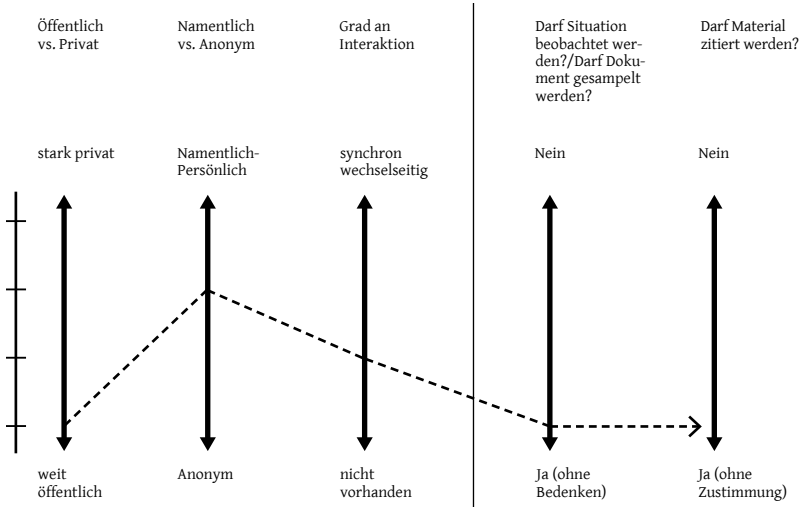 Öffentlich
vs. Privat
Namentlich
vs. Anonym
Grad an
Interaktion
Darf Situation
beobachtet wer-
den?/Darf Doku-
ment gesampelt
werden?
Darf Material
zitiert werden?
stark privat
Namentlich-
Persönlich
synchron
wechselseitig
Nein
Nein
weit
öffentlich
Anonym
nicht
vorhanden
Ja (ohne
Bedenken)
Ja (ohne
Zustimmung)